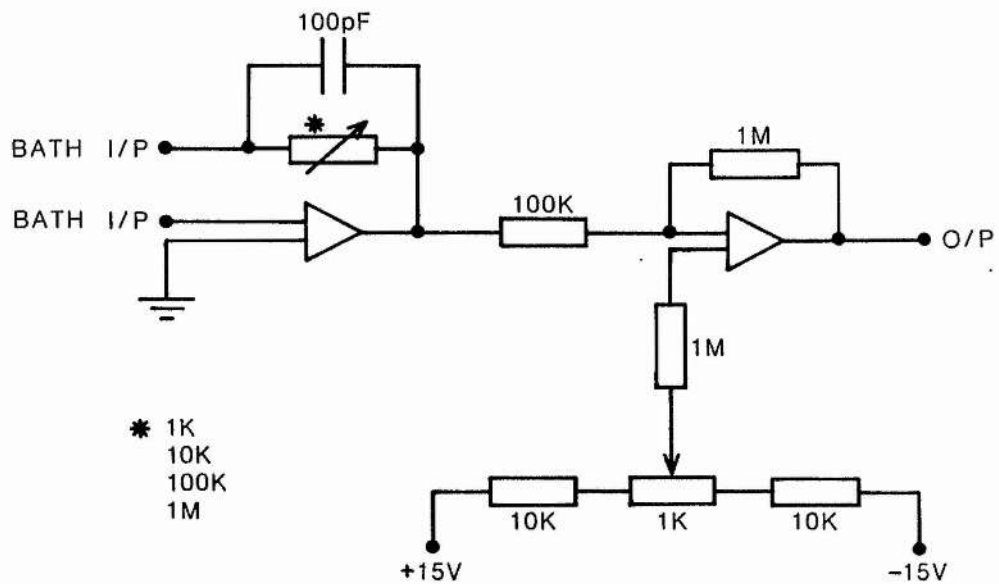 100pF
✱
BATH I/P
1M
BATH I/P
100K
O/P
1M
✱ 1K
10K
100K
1M
10K
1K
10K
+15V
-15V